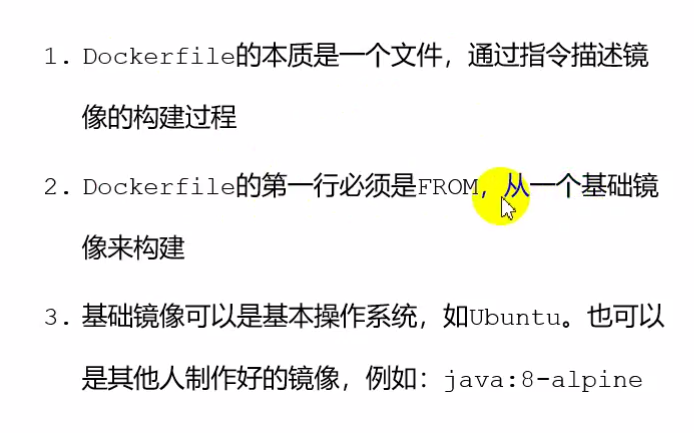 1. Dockerfile的本质是一个文件，通过指令描述镜
像的构建过程
2. Dockerfile的第一行必须是FROM，从一个基础镜
像来构建
3. 基础镜像可以是基本操作系统，如Ubuntu。也可以
是其他人制作好的镜像，例如：java:8-alpine